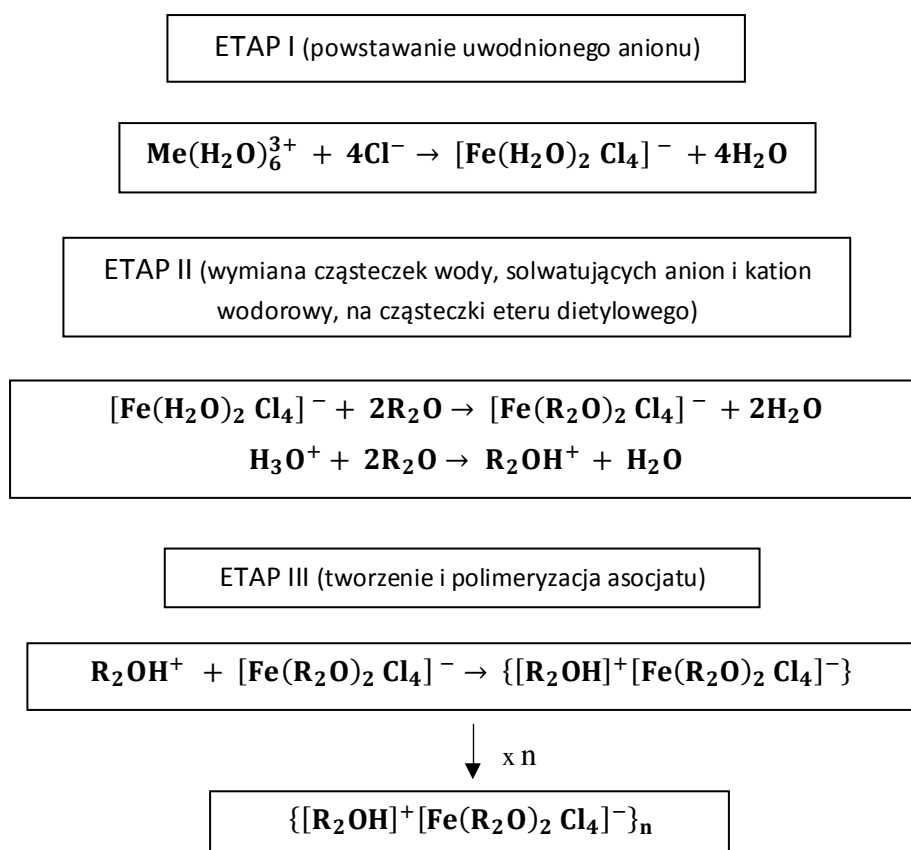 ETAP I (powstawanie uwodnionego anionu)
Me(H₂O)₆³⁺ + 4Cl⁻ → [Fe(H₂O)₂ Cl₄]⁻ + 4H₂O
ETAP II (wymiana cząsteczek wody, solwatujących anion i kation
wodorowy, na cząsteczki eteru dietylowego)
[Fe(H₂O)₂ Cl₄]⁻ + 2R₂O → [Fe(R₂O)₂ Cl₄]⁻ + 2H₂O
H₃O⁺ + 2R₂O → R₂OH⁺ + H₂O
ETAP III (tworzenie i polimeryzacja asocjatu)
R₂OH⁺ + [Fe(R₂O)₂ Cl₄]⁻ → {[R₂OH]⁺[Fe(R₂O)₂ Cl₄]⁻}
x n
{[R₂OH]⁺[Fe(R₂O)₂ Cl₄]⁻}ₙ